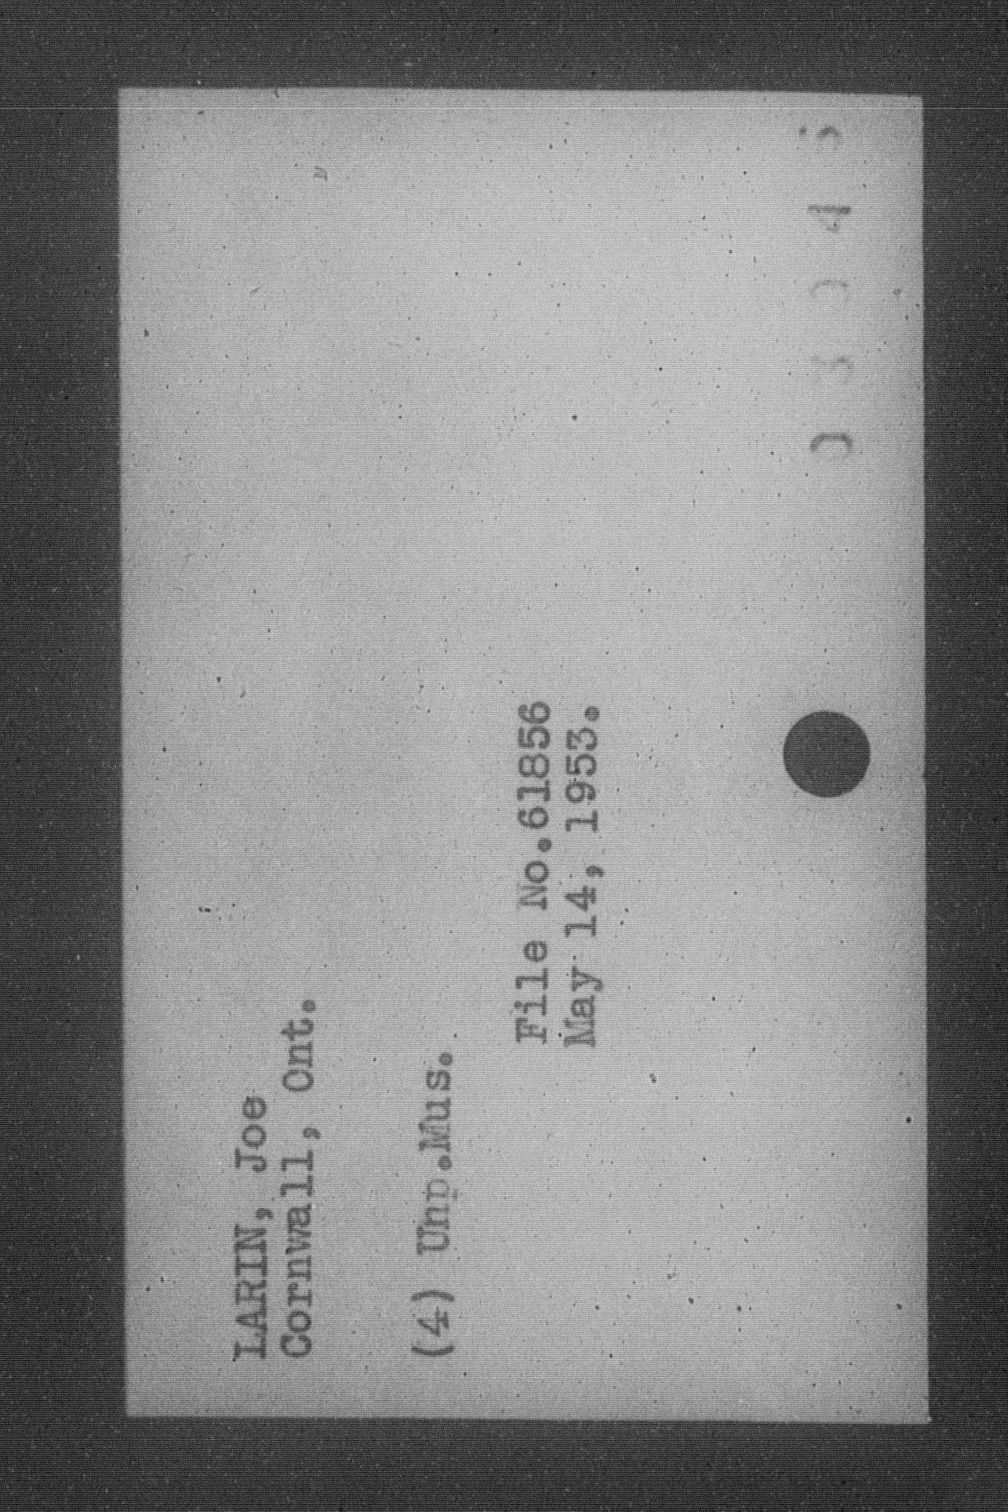 LARIN, Joe
Cornwall, Ont.
(4) Unp.Mus.
File No.61856
May 14, 1953.